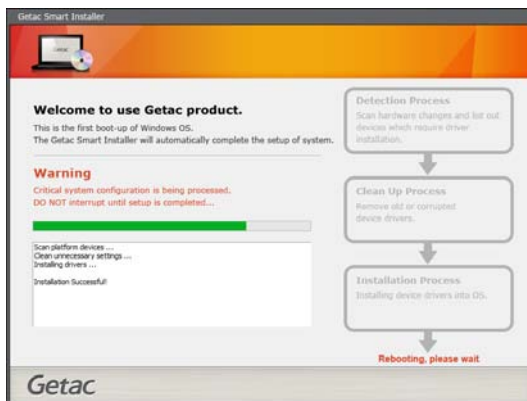 Getac Smart Installer
Welcome to use Getac product.
This is the first boot-up of Windows OS.
The Getac Smart Installer will automatically complete the setup of system.
Warning
Critical system configuration is being processed.
DO NOT interrupt until setup is completed...
Scan platform devices ...
Clean unnecessary settings ...
Installing drivers ...
Installation Successful!
Detection Process
Scan hardware changes and list out
devices which require driver
installation.
Clean Up Process
Remove old or corrupted
device drivers.
Installation Process
Installing device drivers into OS.
Rebooting, please wait
Getac